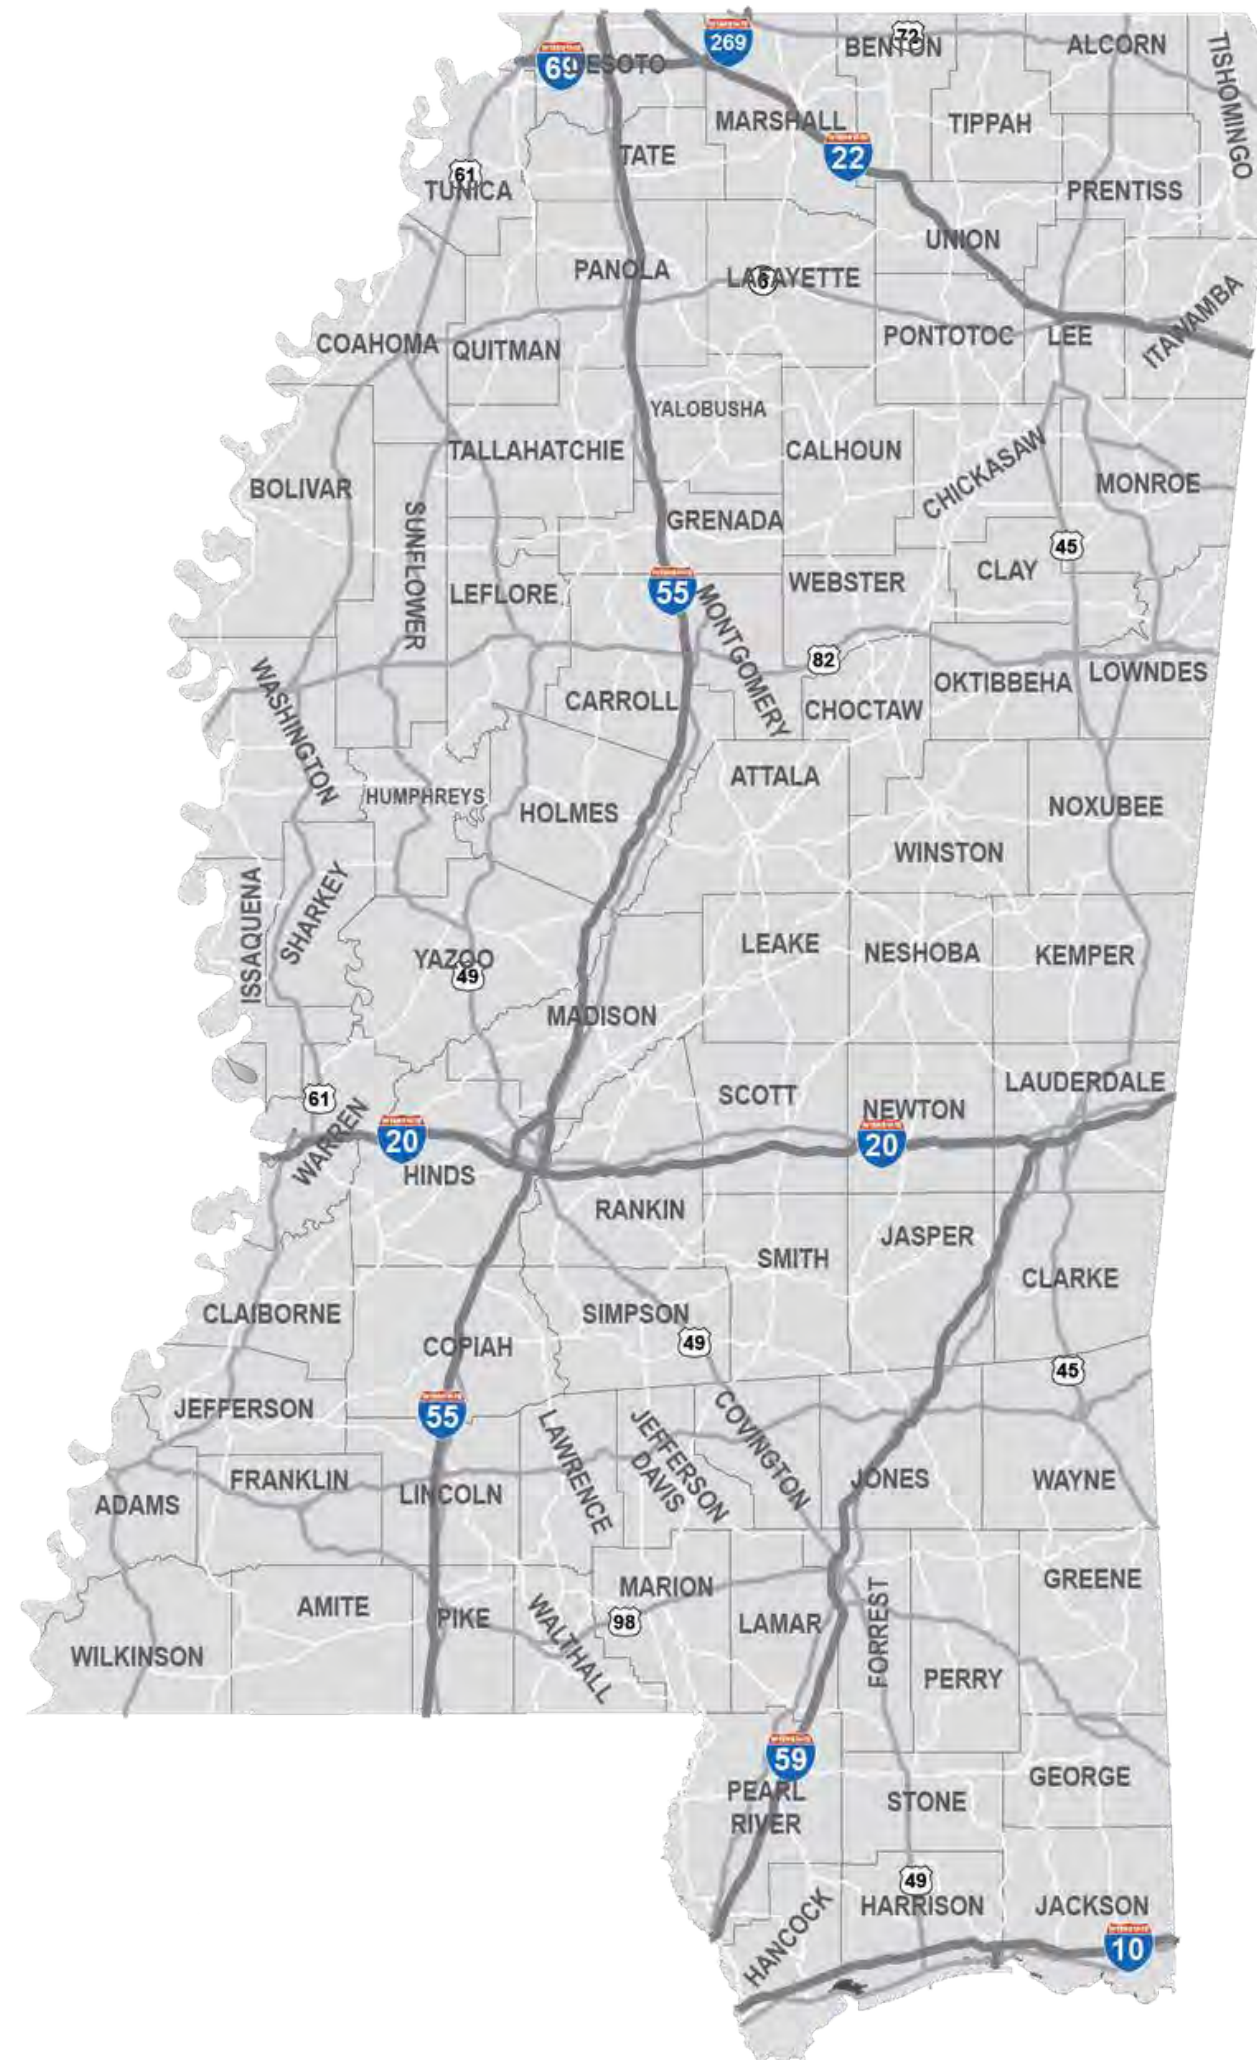 72
269
BENTON
ALCORN
TISHOMINGO
69
DESOTO
MARSHALL
TIPPAH
22
TATE
61
TUNICA
PRENTISS
UNION
PANOLA
LAFAYETTE
6
ITAWAMBA
COAHOMA
QUITMAN
PONTOTOC
LEE
YALOBUSHA
TALLAHATCHIE
CALHOUN
CHICKASAW
BOLIVAR
MONROE
SUNFLOWER
GRENADA
45
CLAY
LEFLORE
55
WEBSTER
MONTGOMERY
82
WASHINGTON
CARROLL
CHOCTAW
OKTIBBEHA
LOWNDES
ATTALA
HUMPHREYS
HOLMES
NOXUBEE
WINSTON
ISSAQUENA
SHARKEY
LEAKE
NESHOBA
KEMPER
YAZOO
49
MADISON
61
SCOTT
LAUDERDALE
NEWTON
WARREN
20
20
HINDS
RANKIN
JASPER
SMITH
CLARKE
CLAIBORNE
SIMPSON
COPIAH
49
45
JEFFERSON
55
LAWRENCE
JEFFERSON
DAVIS
COVINGTON
FRANKLIN
LINCOLN
JONES
WAYNE
ADAMS
AMITE
PIKE
WALTHALL
MARION
98
LAMAR
FORREST
GREENE
WILKINSON
PERRY
59
PEARL
RIVER
STONE
GEORGE
49
HANCOCK
HARRISON
JACKSON
10